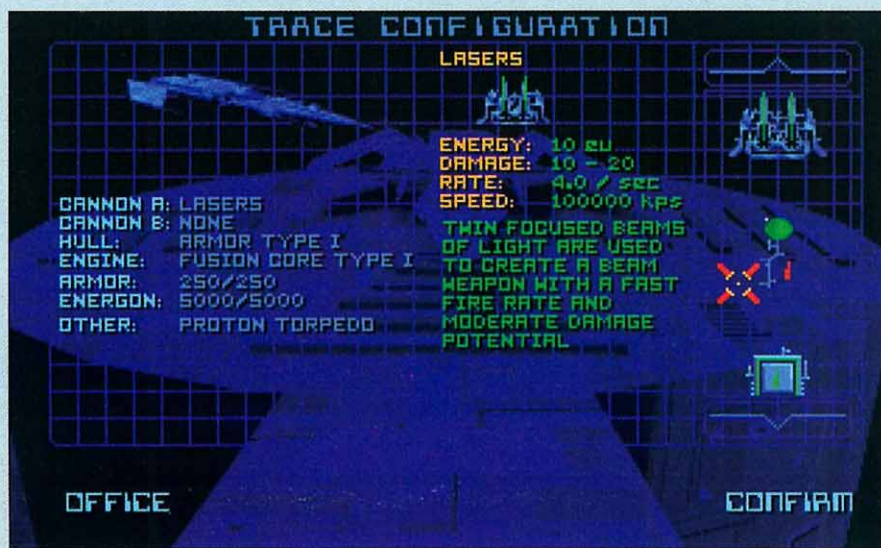 TRACE CONFIGURATION
LASERS
ENERGY: 10 eu
DAMAGE: 10 - 20
RATE: 4.0 / sec
SPEED: 100000 kps
CANNON A: LASERS
CANNON B: NONE
HULL: ARMOR TYPE I
ENGINE: FUSION CORE TYPE I
ARMOR: 250/250
ENERGON: 5000/5000
OTHER: PROTON TORPEDO
TWIN FOCUSED BEAMS
OF LIGHT ARE USED
TO CREATE A BEAM
WEAPON WITH A FAST
FIRE RATE AND
MODERATE DAMAGE
POTENTIAL
OFFICE
CONFIRM